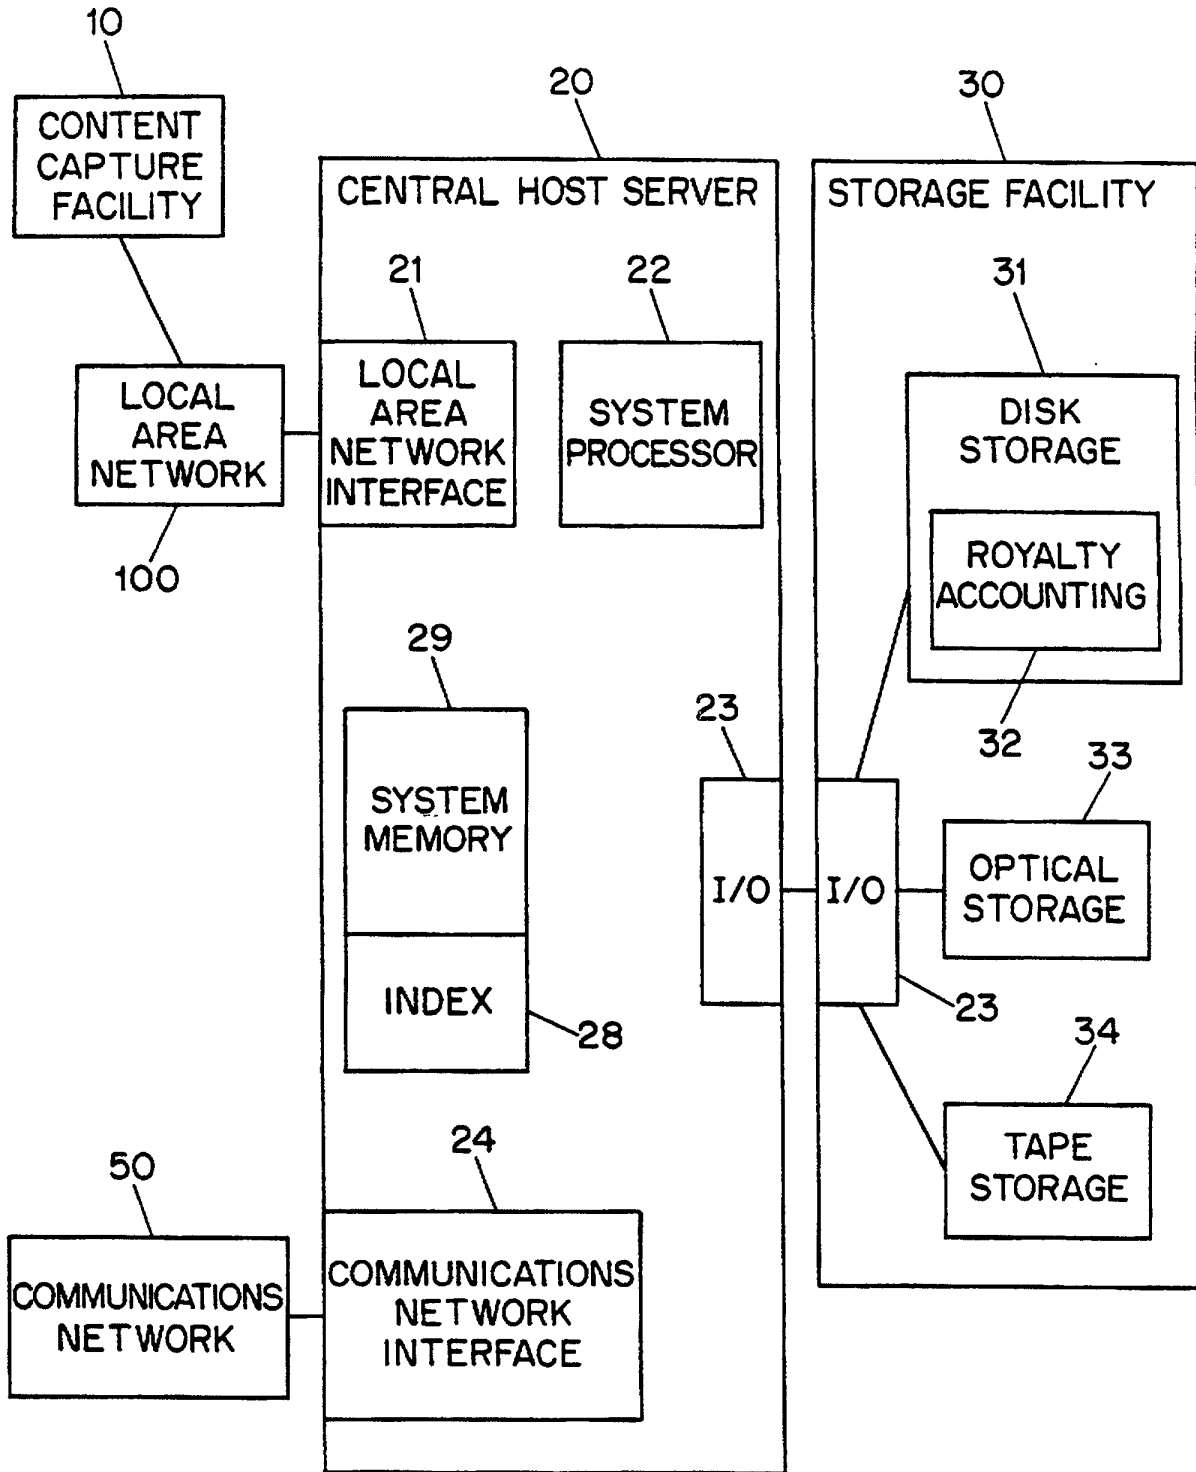 10
CONTENT
CAPTURE
FACILITY
20
CENTRAL HOST SERVER
30
STORAGE FACILITY
21
LOCAL
AREA
NETWORK
INTERFACE
22
SYSTEM
PROCESSOR
31
DISK
STORAGE
ROYALTY
ACCOUNTING
32
LOCAL
AREA
NETWORK
100
29
SYSTEM
MEMORY
INDEX
28
23
I/O
I/O
23
33
OPTICAL
STORAGE
34
TAPE
STORAGE
50
COMMUNICATIONS
NETWORK
24
COMMUNICATIONS
NETWORK
INTERFACE